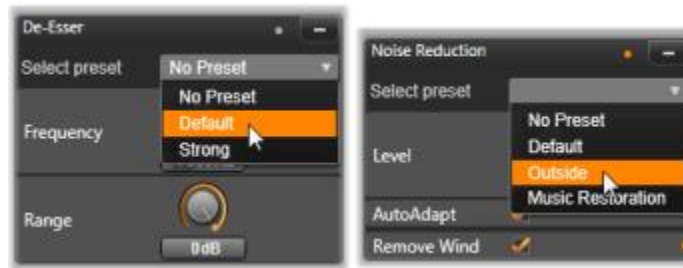 De-Esser
Select preset No Preset
No Preset
Default
Strong
Frequency
Range
0dB
Noise Reduction
Select preset
No Preset
Default
Outside
Music Restoration
Level
AutoAdapt
Remove Wind